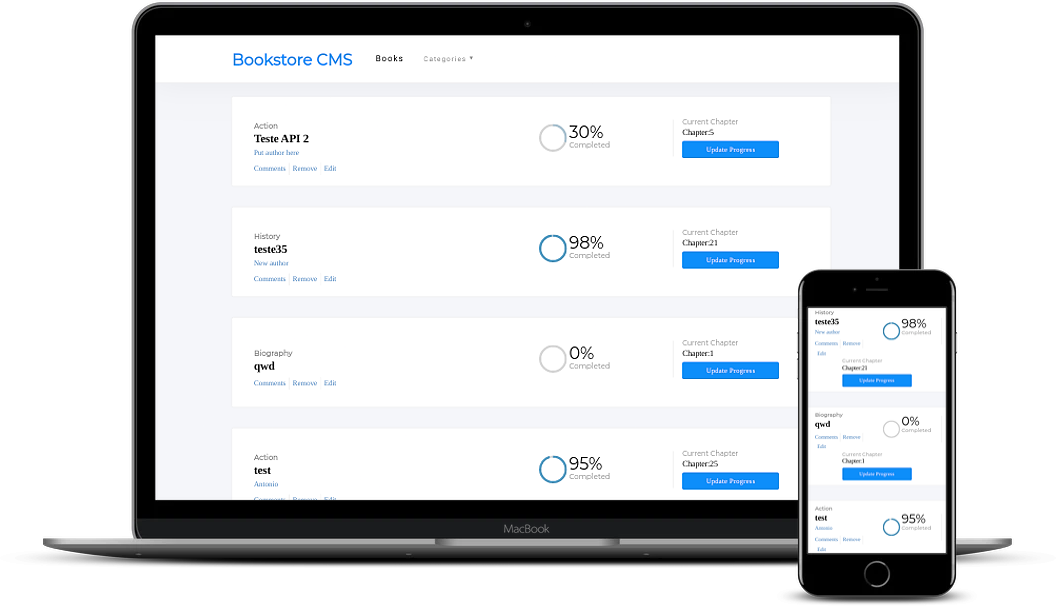 Bookstore CMS Books Categories ▾
Action
Teste API 2
Put author here
Comments Remove Edit
30%
Completed
Current Chapter
Chapter:5
Update Progress
History
teste35
New author
Comments Remove Edit
98%
Completed
Current Chapter
Chapter:21
Update Progress
Biography
qwd
Comments Remove Edit
0%
Completed
Current Chapter
Chapter:1
Update Progress
Action
test
Antonio
Comments Remove Edit
95%
Completed
Current Chapter
Chapter:25
Update Progress
MacBook
History
teste35
New author
Comments Remove
Edit
98%
Completed
Current Chapter
Chapter:21
Update Progress
Biography
qwd
Comments Remove
Edit
0%
Completed
Current Chapter
Chapter:1
Update Progress
Action
test
Antonio
Comments Remove
Edit
95%
Completed